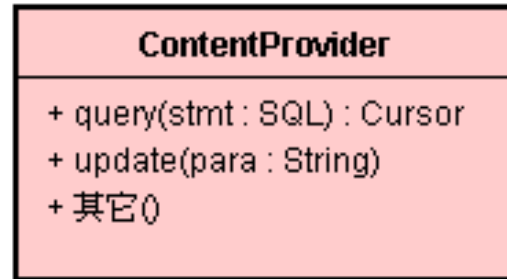 ContentProvider
+ query(stmt : SQL) : Cursor
+ update(para : String)
+ 其它()